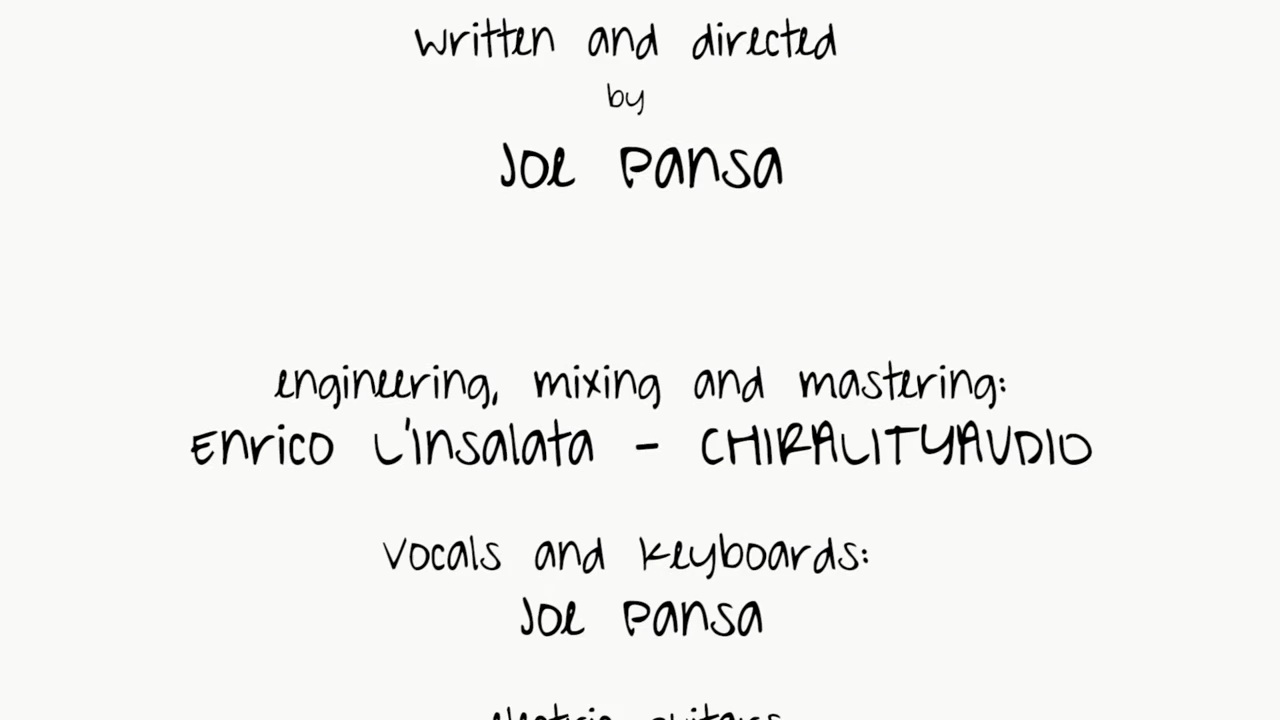 written and directed
by
Joe Pansa
engineering, mixing and mastering:
Enrico L'Insalata - CHIRALITYAUDIO
vocals and keyboards:
Joe Pansa